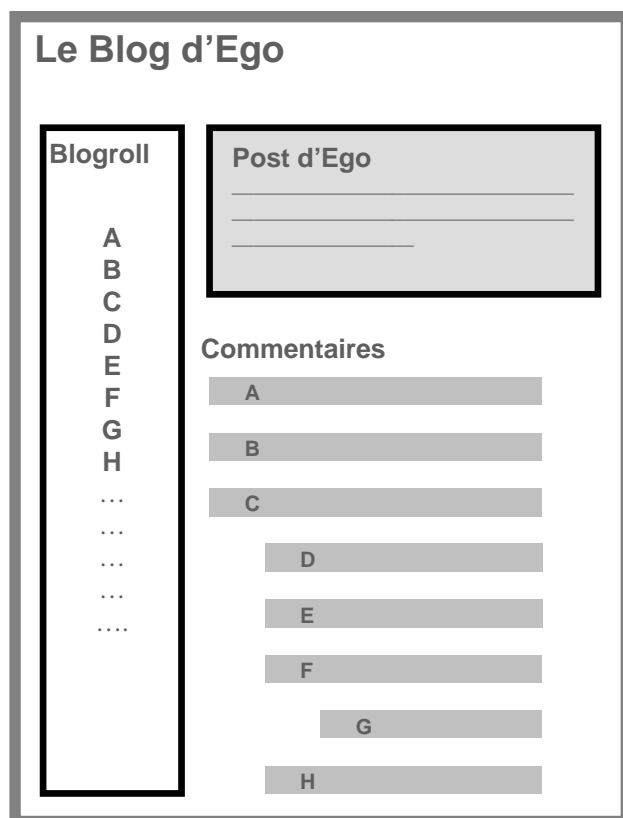 Le Blog d’Ego
Blogroll
A
B
C
D
E
F
G
H
…
…
…
…
….
Post d’Ego
Commentaires
A
B
C
D
E
F
G
H